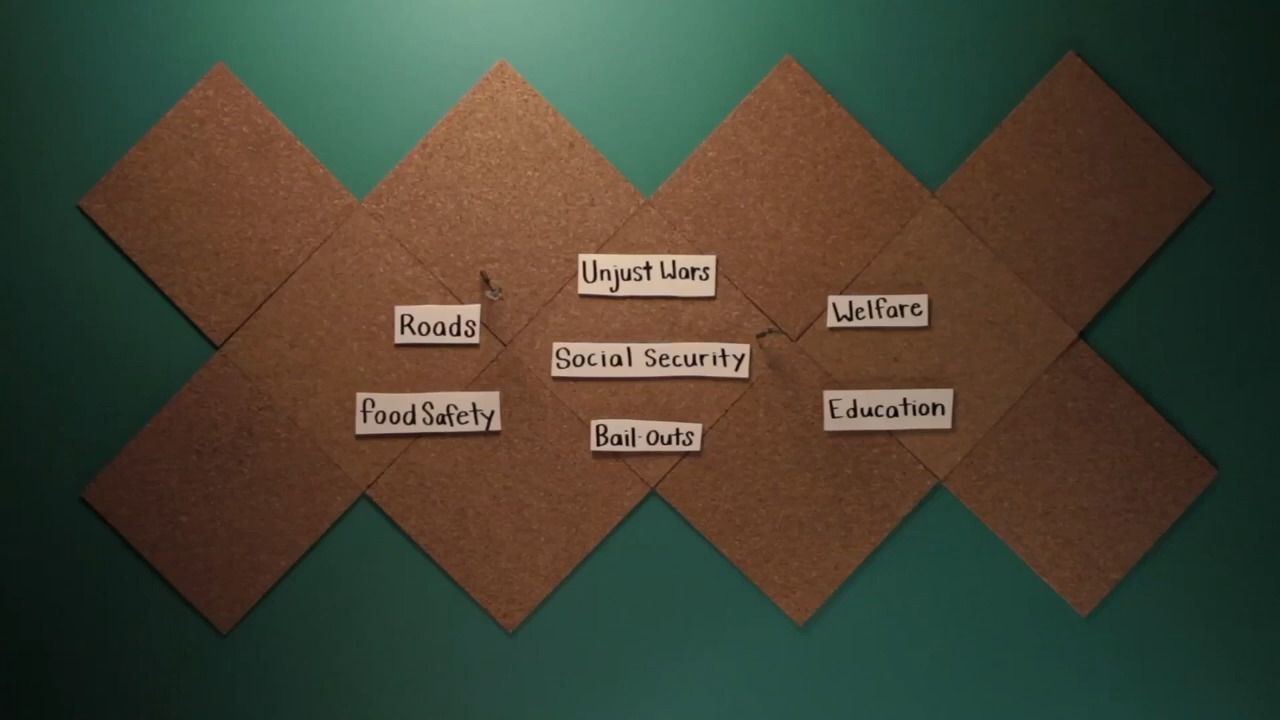 Unjust Wars
Roads
Welfare
Social Security
Food Safety
Education
Bail-Outs